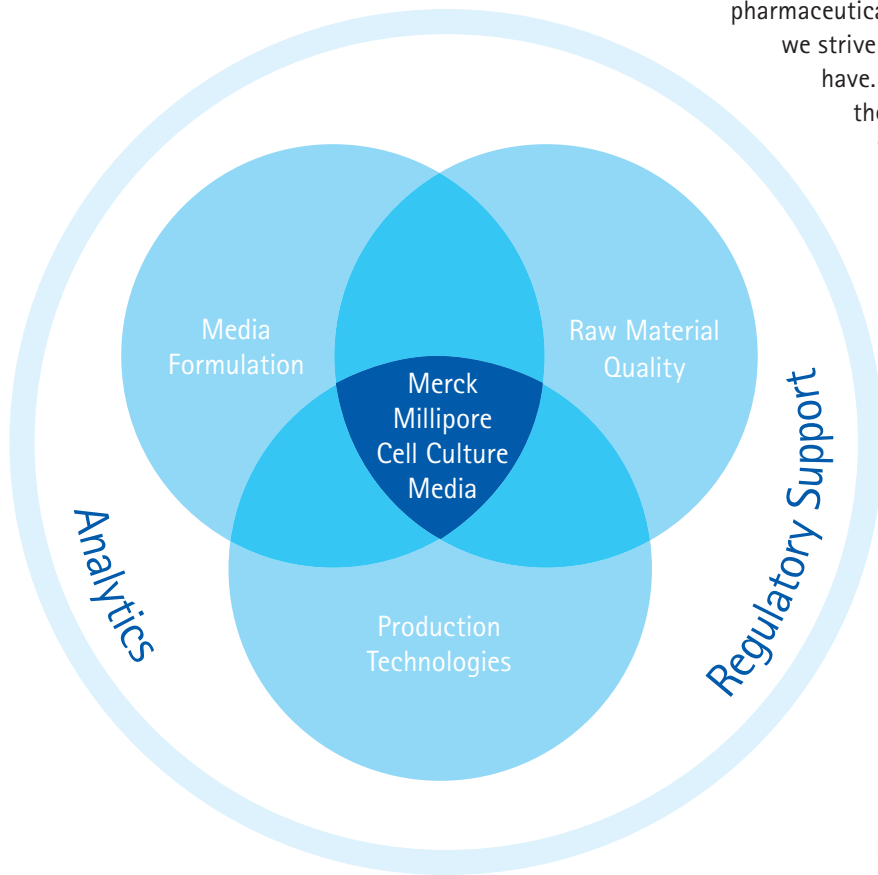 pharmaceutica
we strive
have.
the
Media
Formulation
Raw Material
Quality
Merck
Millipore
Cell Culture
Media
Analytics
Regulatory Support
Production
Technologies